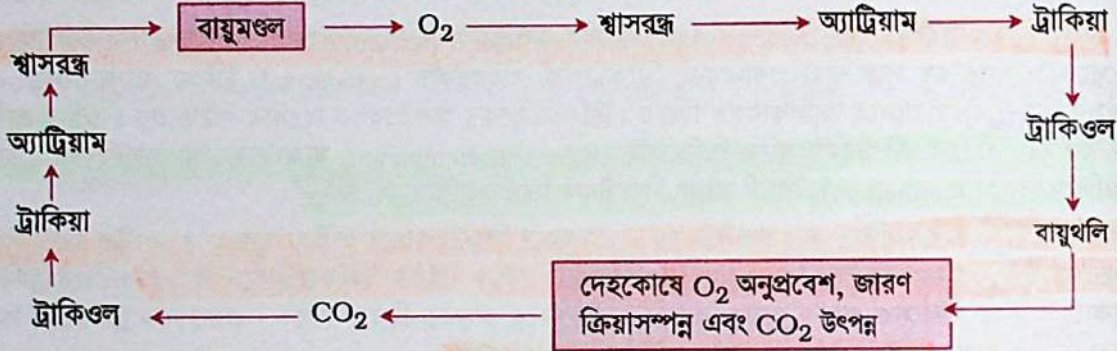 বায়ুমণ্ডল → O₂ → শ্বাসরন্ধ্র → অ্যাট্রিয়াম → ট্রাকিয়া
শ্বাসরন্ধ্র
অ্যাট্রিয়াম
ট্রাকিয়া
ট্রাকিওল
ট্রাকিওল
বায়ুথলি
দেহকোষে O₂ অনুপ্রবেশ, জারণ
ক্রিয়াসম্পন্ন এবং CO₂ উৎপন্ন
CO₂